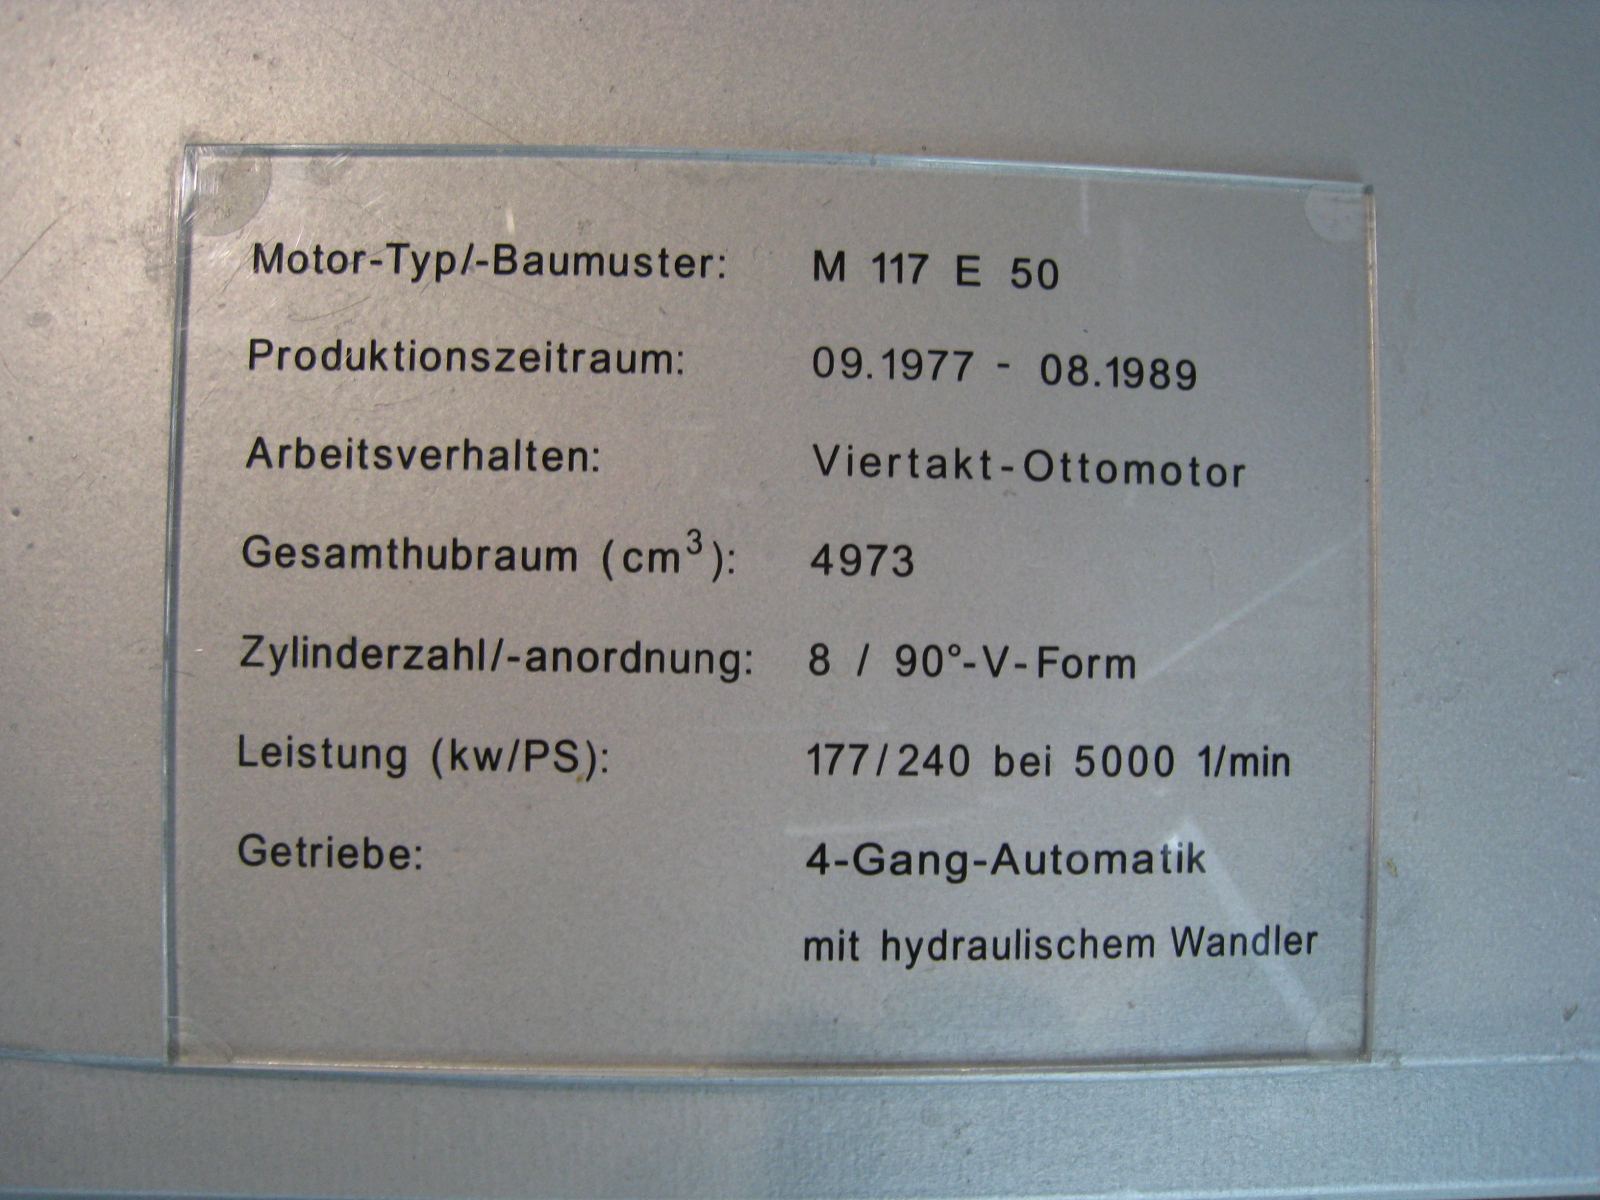 Motor-Typ/-Baumuster: M 117 E 50
Produktionszeitraum: 09.1977 - 08.1989
Arbeitsverhalten: Viertakt-Ottomotor
Gesamthubraum (cm³): 4973
Zylinderzahl/-anordnung: 8 / 90°-V-Form
Leistung (kw/PS): 177/240 bei 5000 1/min
Getriebe: 4-Gang-Automatik
mit hydraulischem Wandler